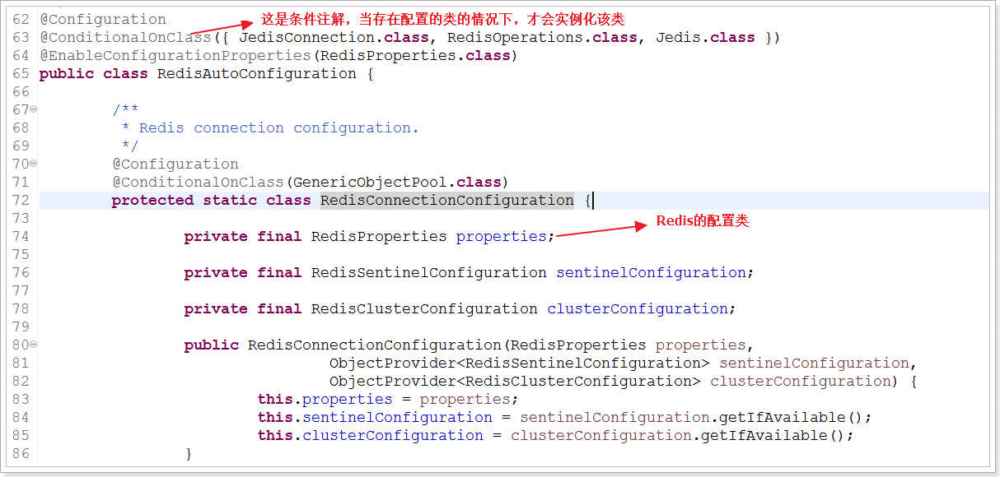 62 @Configuration 这是条件注解，当存在配置的类的情况下，才会实例化该类
63 @ConditionalOnClass({ JedisConnection.class, RedisOperations.class, Jedis.class })
64 @EnableConfigurationProperties(RedisProperties.class)
65 public class RedisAutoConfiguration {
66
67 /**
68 * Redis connection configuration.
69 */
70 @Configuration
71 @ConditionalOnClass(GenericObjectPool.class)
72 protected static class RedisConnectionConfiguration {
73 Redis的配置类
74 private final RedisProperties properties;
75
76 private final RedisSentinelConfiguration sentinelConfiguration;
77
78 private final RedisClusterConfiguration clusterConfiguration;
79
80 public RedisConnectionConfiguration(RedisProperties properties,
81 ObjectProvider<RedisSentinelConfiguration> sentinelConfiguration,
82 ObjectProvider<RedisClusterConfiguration> clusterConfiguration) {
83 this.properties = properties;
84 this.sentinelConfiguration = sentinelConfiguration.getIfAvailable();
85 this.clusterConfiguration = clusterConfiguration.getIfAvailable();
86 }